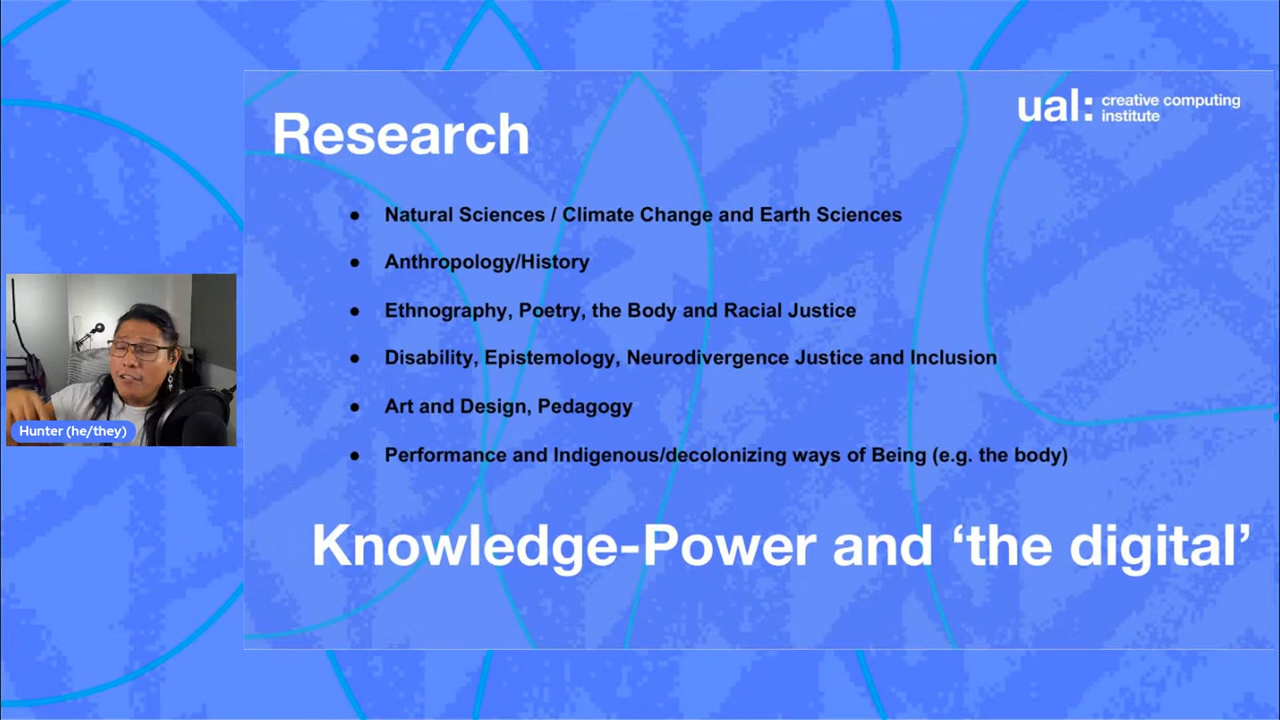 Research
ual: creative computing
institute
● Natural Sciences / Climate Change and Earth Sciences
● Anthropology/History
● Ethnography, Poetry, the Body and Racial Justice
● Disability, Epistemology, Neurodivergence Justice and Inclusion
● Art and Design, Pedagogy
● Performance and Indigenous/decolonizing ways of Being (e.g. the body)
Hunter (he/they)
Knowledge-Power and ‘the digital’